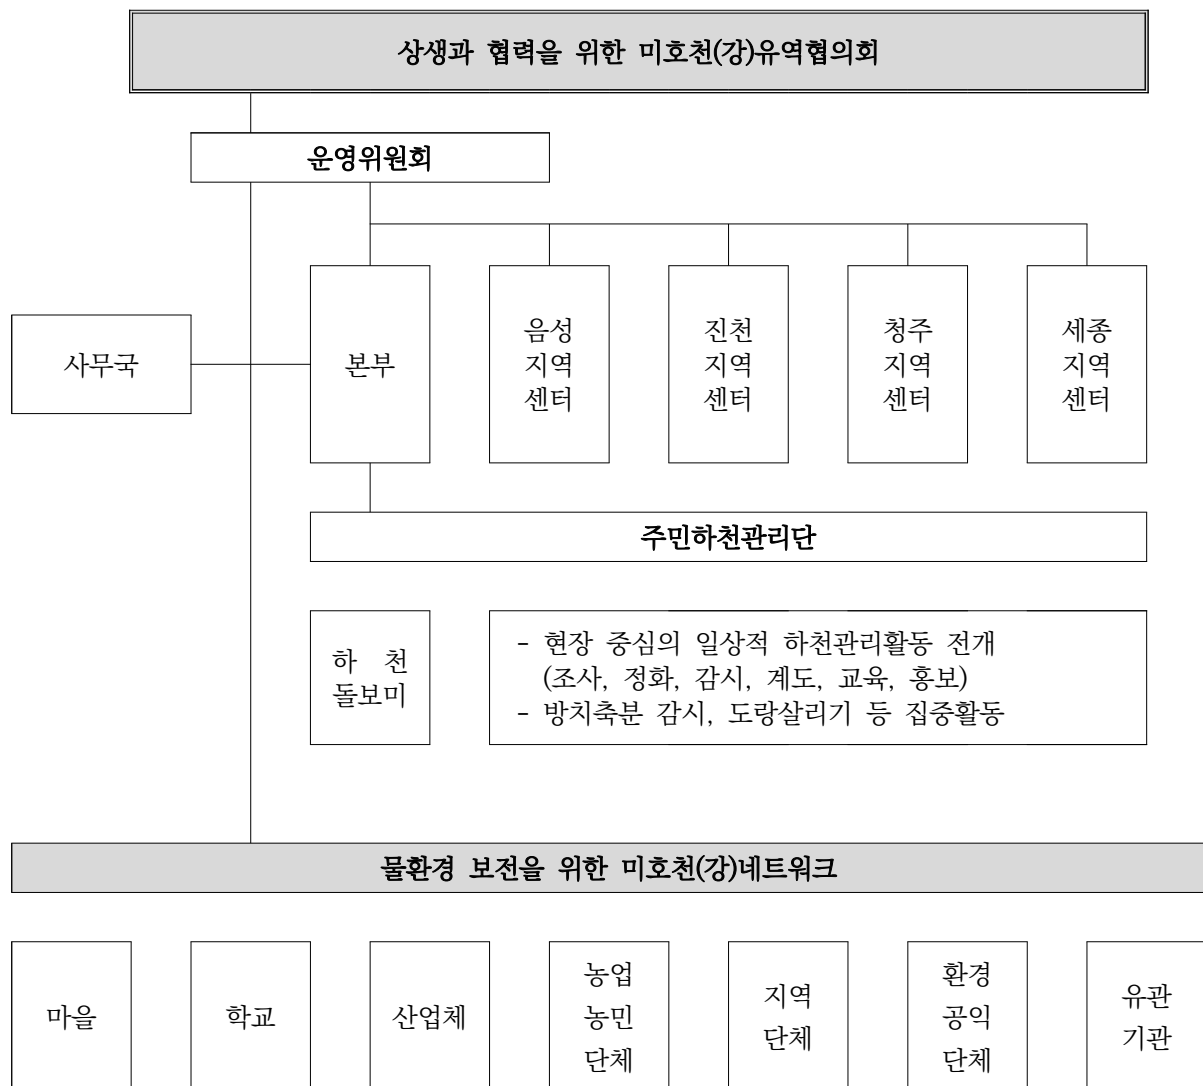 상생과 협력을 위한 미호천(강)유역협의회
운영위원회
사무국
본부
음성
지역
센터
진천
지역
센터
청주
지역
센터
세종
지역
센터
주민하천관리단
하 천
돌보미
- 현장 중심의 일상적 하천관리활동 전개
(조사, 정화, 감시, 계도, 교육, 홍보)
- 방치축분 감시, 도랑살리기 등 집중활동
물환경 보전을 위한 미호천(강)네트워크
마을
학교
산업체
농업
농민
단체
지역
단체
환경
공익
단체
유관
기관